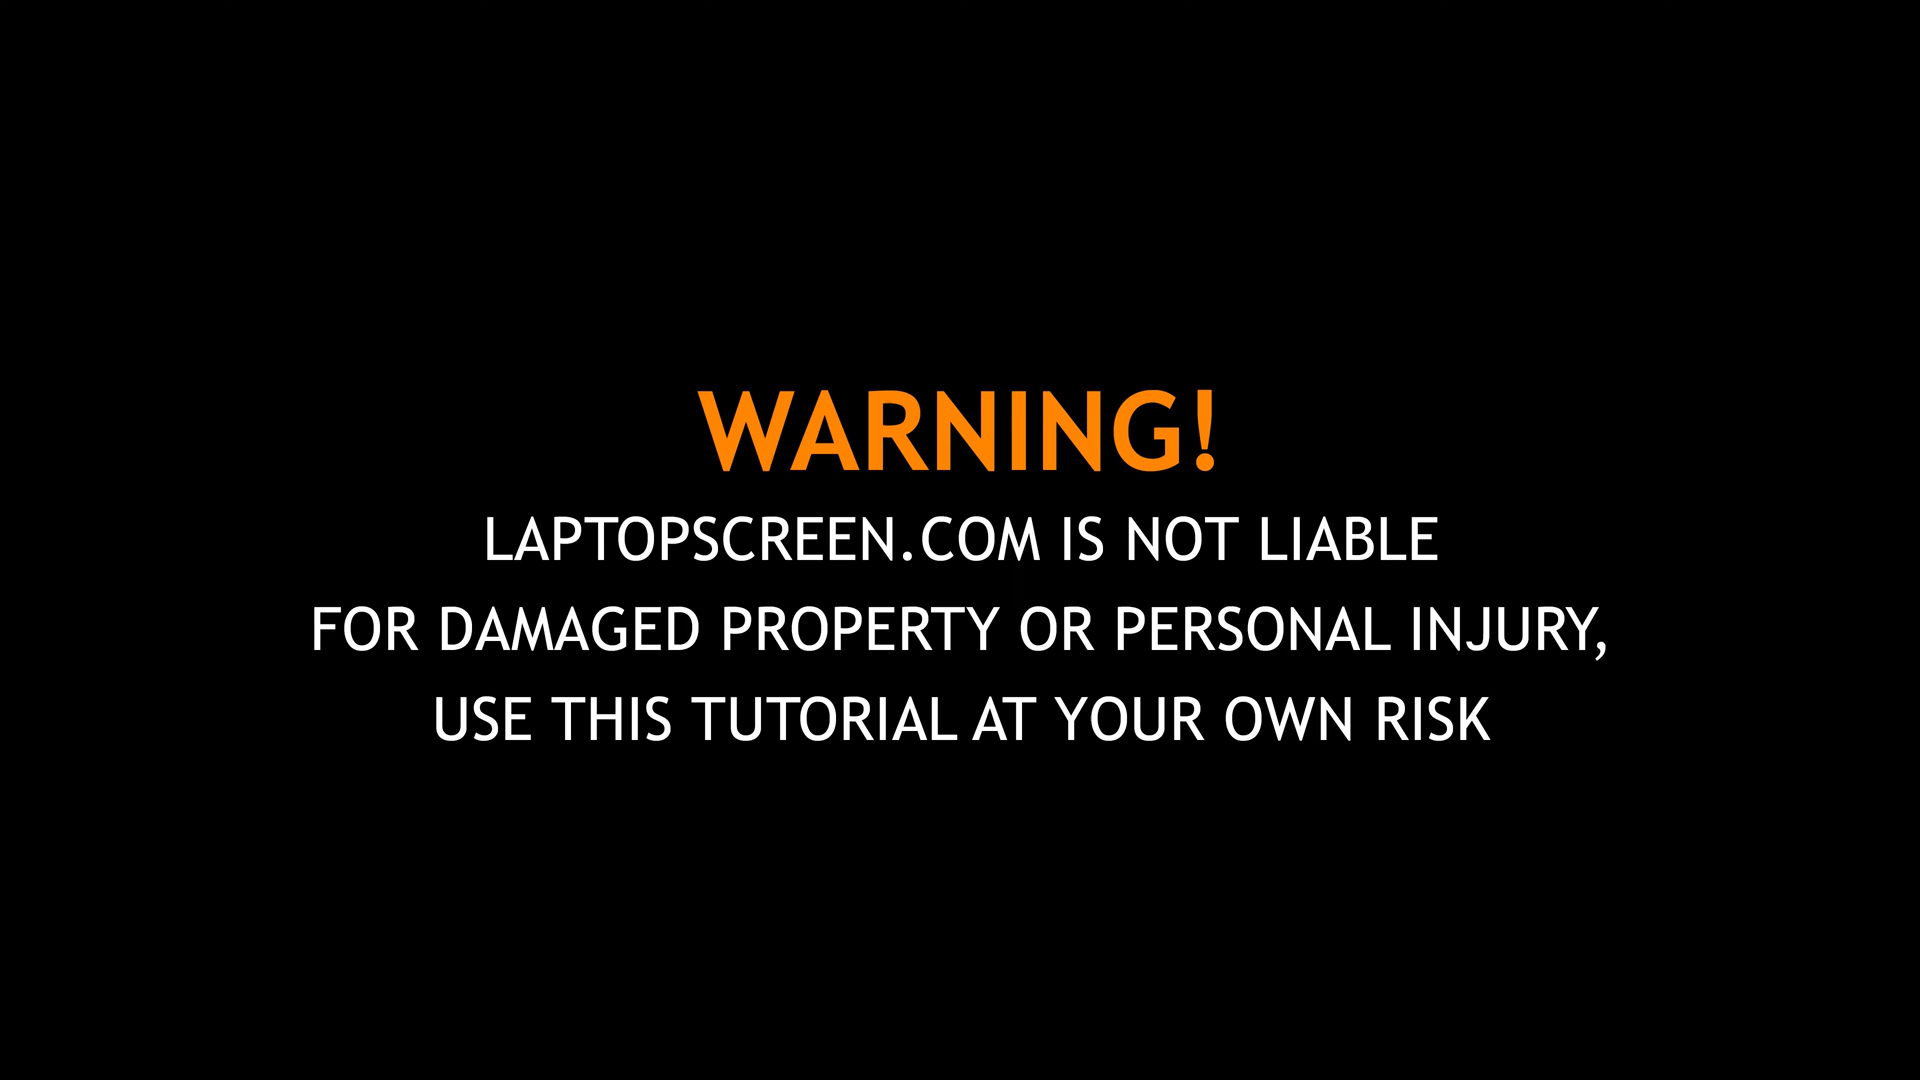 WARNING!
LAPTOPSCREEN.COM IS NOT LIABLE
FOR DAMAGED PROPERTY OR PERSONAL INJURY,
USE THIS TUTORIAL AT YOUR OWN RISK